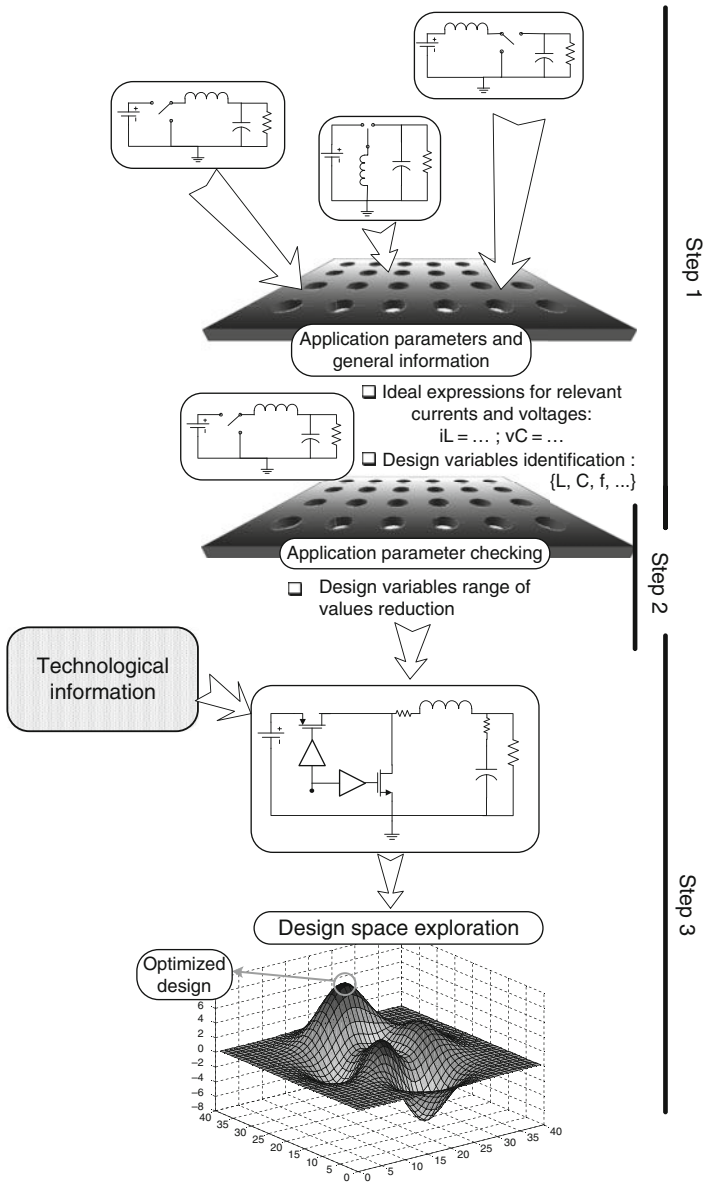 Step 1
Application parameters and
general information
❑ Ideal expressions for relevant
currents and voltages:
iL = … ; vC = …
❑ Design variables identification :
{L, C, f, ...}
Application parameter checking
Step 2
❑ Design variables range of
values reduction
Technological
information
Step 3
Design space exploration
Optimized
design
6
4
2
0
−2
−4
−6
−8
40
35
30
25
20
15
10
5
0
0
5
10
15
20
25
30
35
40